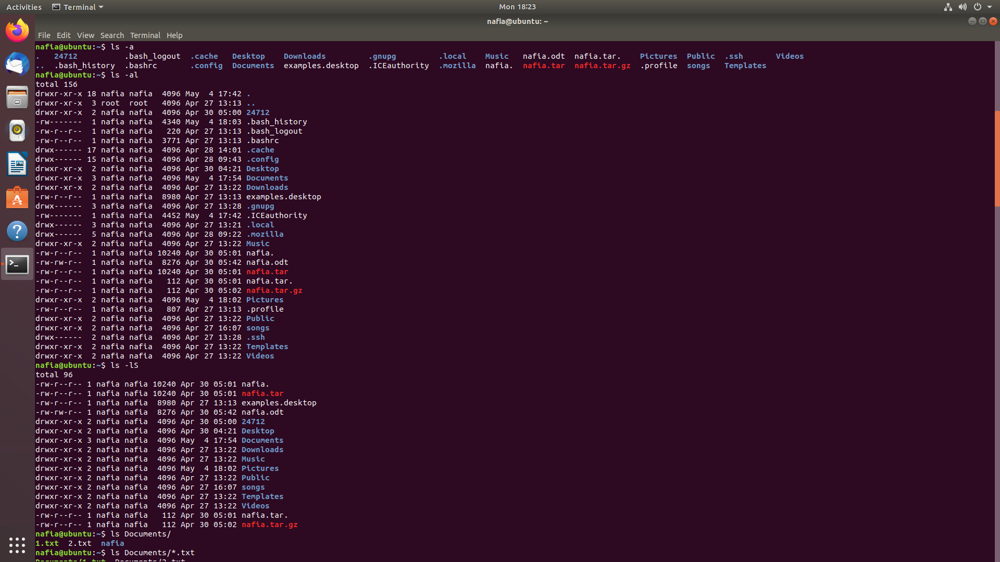 Activities Terminal Mon 18:23
nafia@ubuntu: ~
File Edit View Search Terminal Help
nafia@ubuntu:~$ ls -a
.   24712          .bash_logout  .cache   Desktop    Downloads         .gnupg         .local    Music   nafia.odt  nafia.tar.    Pictures  Public  .ssh       Videos
..  .bash_history  .bashrc       .config  Documents  examples.desktop  .ICEauthority  .mozilla  nafia.  nafia.tar  nafia.tar.gz  .profile  songs   Templates
nafia@ubuntu:~$ ls -al
total 156
drwxr-xr-x 18 nafia nafia  4096 May  4 17:42 .
drwxr-xr-x  3 root  root   4096 Apr 27 13:13 ..
drwxr-xr-x  2 nafia nafia  4096 Apr 30 05:00 24712
-rw-------  1 nafia nafia  4340 May  4 18:03 .bash_history
-rw-r--r--  1 nafia nafia   220 Apr 27 13:13 .bash_logout
-rw-r--r--  1 nafia nafia  3771 Apr 27 13:13 .bashrc
drwx------ 17 nafia nafia  4096 Apr 28 14:01 .cache
drwx------ 15 nafia nafia  4096 Apr 28 09:43 .config
drwxr-xr-x  2 nafia nafia  4096 Apr 30 04:21 Desktop
drwxr-xr-x  3 nafia nafia  4096 May  4 17:54 Documents
drwxr-xr-x  2 nafia nafia  4096 Apr 27 13:22 Downloads
-rw-r--r--  1 nafia nafia  8980 Apr 27 13:13 examples.desktop
drwx------  3 nafia nafia  4096 Apr 27 13:28 .gnupg
-rw-------  1 nafia nafia  4452 May  4 17:42 .ICEauthority
drwx------  3 nafia nafia  4096 Apr 27 13:21 .local
drwx------  5 nafia nafia  4096 Apr 28 09:22 .mozilla
drwxr-xr-x  2 nafia nafia  4096 Apr 27 13:22 Music
-rw-r--r--  1 nafia nafia 10240 Apr 30 05:01 nafia.
-rw-rw-r--  1 nafia nafia  8276 Apr 30 05:42 nafia.odt
-rw-r--r--  1 nafia nafia 10240 Apr 30 05:01 nafia.tar
-rw-r--r--  1 nafia nafia   112 Apr 30 05:01 nafia.tar.
-rw-r--r--  1 nafia nafia   112 Apr 30 05:02 nafia.tar.gz
drwxr-xr-x  2 nafia nafia  4096 May  4 18:02 Pictures
-rw-r--r--  1 nafia nafia   807 Apr 27 13:13 .profile
drwxr-xr-x  2 nafia nafia  4096 Apr 27 13:22 Public
drwxr-xr-x  2 nafia nafia  4096 Apr 27 16:07 songs
drwx------  2 nafia nafia  4096 Apr 27 13:28 .ssh
drwxr-xr-x  2 nafia nafia  4096 Apr 27 13:22 Templates
drwxr-xr-x  2 nafia nafia  4096 Apr 27 13:22 Videos
nafia@ubuntu:~$ ls -lS
total 96
-rw-r--r-- 1 nafia nafia 10240 Apr 30 05:01 nafia.
-rw-r--r-- 1 nafia nafia 10240 Apr 30 05:01 nafia.tar
-rw-r--r-- 1 nafia nafia  8980 Apr 27 13:13 examples.desktop
-rw-rw-r-- 1 nafia nafia  8276 Apr 30 05:42 nafia.odt
drwxr-xr-x 2 nafia nafia  4096 Apr 30 05:00 24712
drwxr-xr-x 2 nafia nafia  4096 Apr 30 04:21 Desktop
drwxr-xr-x 3 nafia nafia  4096 May  4 17:54 Documents
drwxr-xr-x 2 nafia nafia  4096 Apr 27 13:22 Downloads
drwxr-xr-x 2 nafia nafia  4096 Apr 27 13:22 Music
drwxr-xr-x 2 nafia nafia  4096 May  4 18:02 Pictures
drwxr-xr-x 2 nafia nafia  4096 Apr 27 13:22 Public
drwxr-xr-x 2 nafia nafia  4096 Apr 27 16:07 songs
drwxr-xr-x 2 nafia nafia  4096 Apr 27 13:22 Templates
drwxr-xr-x 2 nafia nafia  4096 Apr 27 13:22 Videos
-rw-r--r-- 1 nafia nafia   112 Apr 30 05:01 nafia.tar.
-rw-r--r-- 1 nafia nafia   112 Apr 30 05:02 nafia.tar.gz
nafia@ubuntu:~$ ls Documents/
1.txt  2.txt  nafia
nafia@ubuntu:~$ ls Documents/*.txt
Documents/1.txt  Documents/2.txt